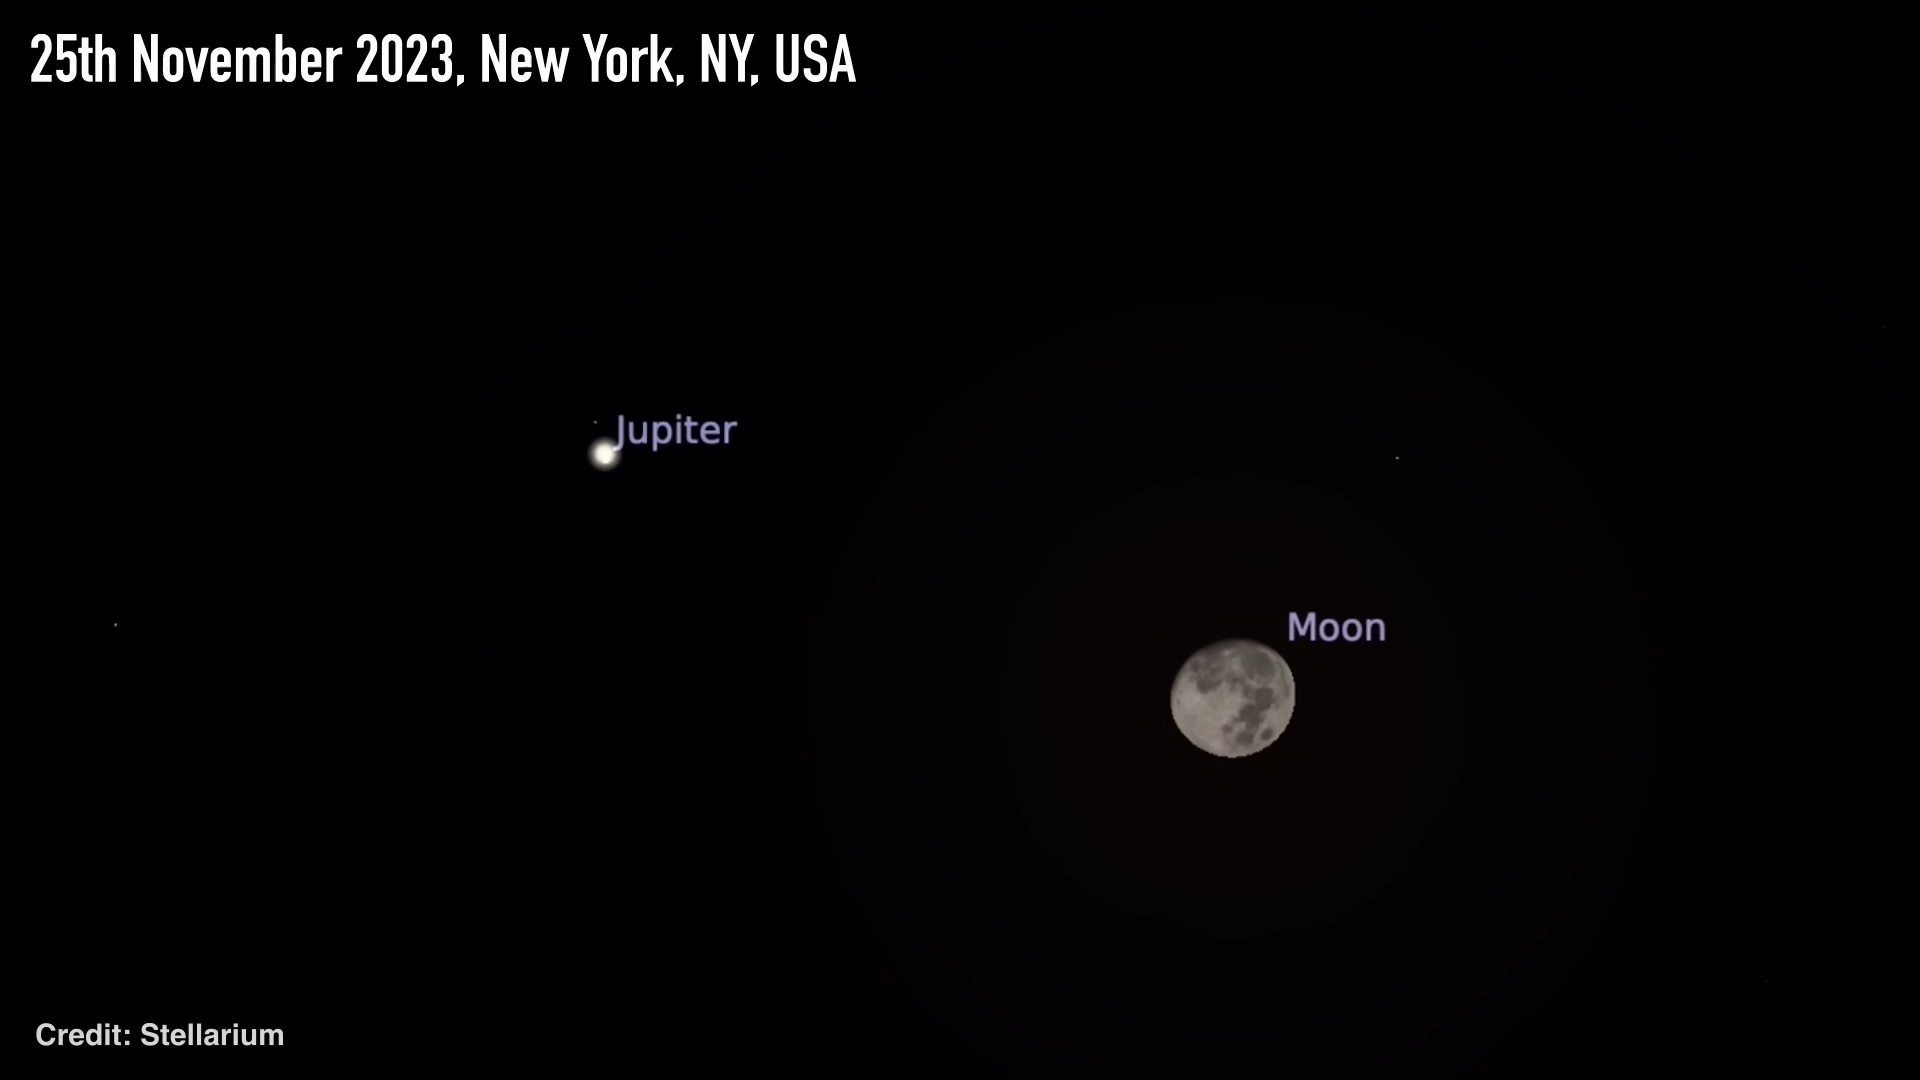 25th November 2023, New York, NY, USA
Jupiter
Moon
Credit: Stellarium